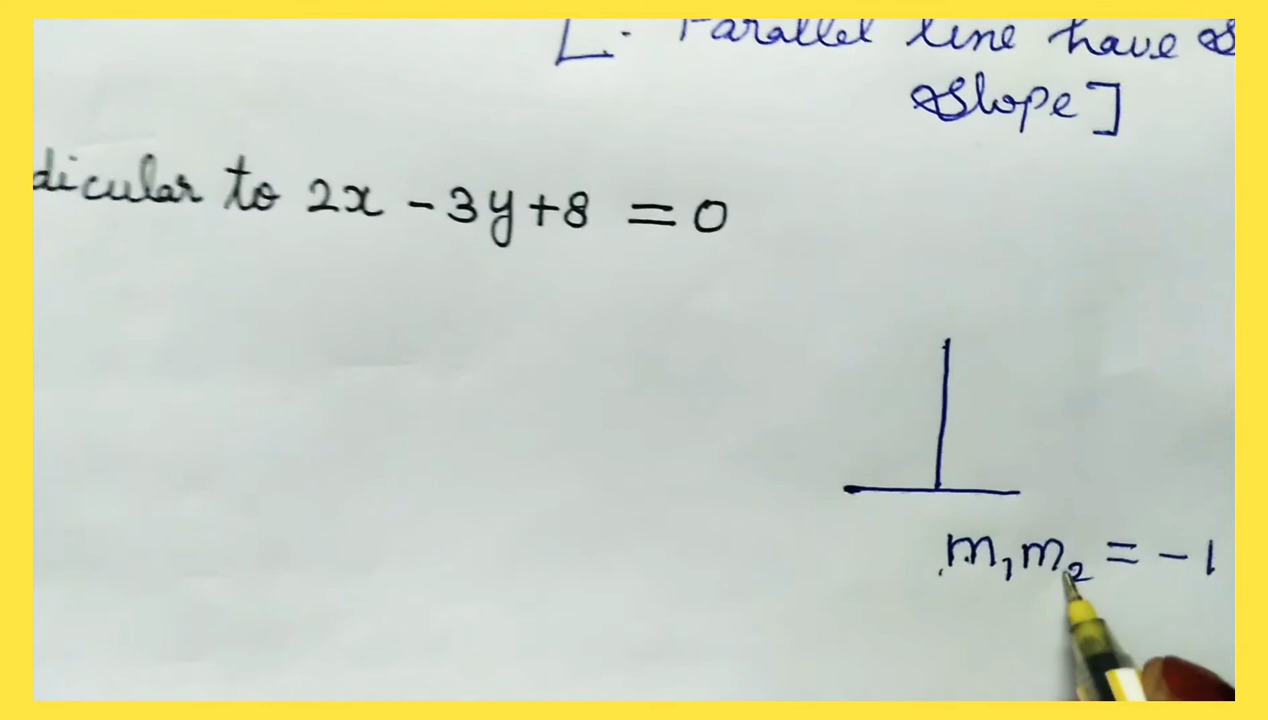 [∵ Parallel line have
slope]
dicular to 2x - 3y + 8 = 0
m₁m₂ = -1